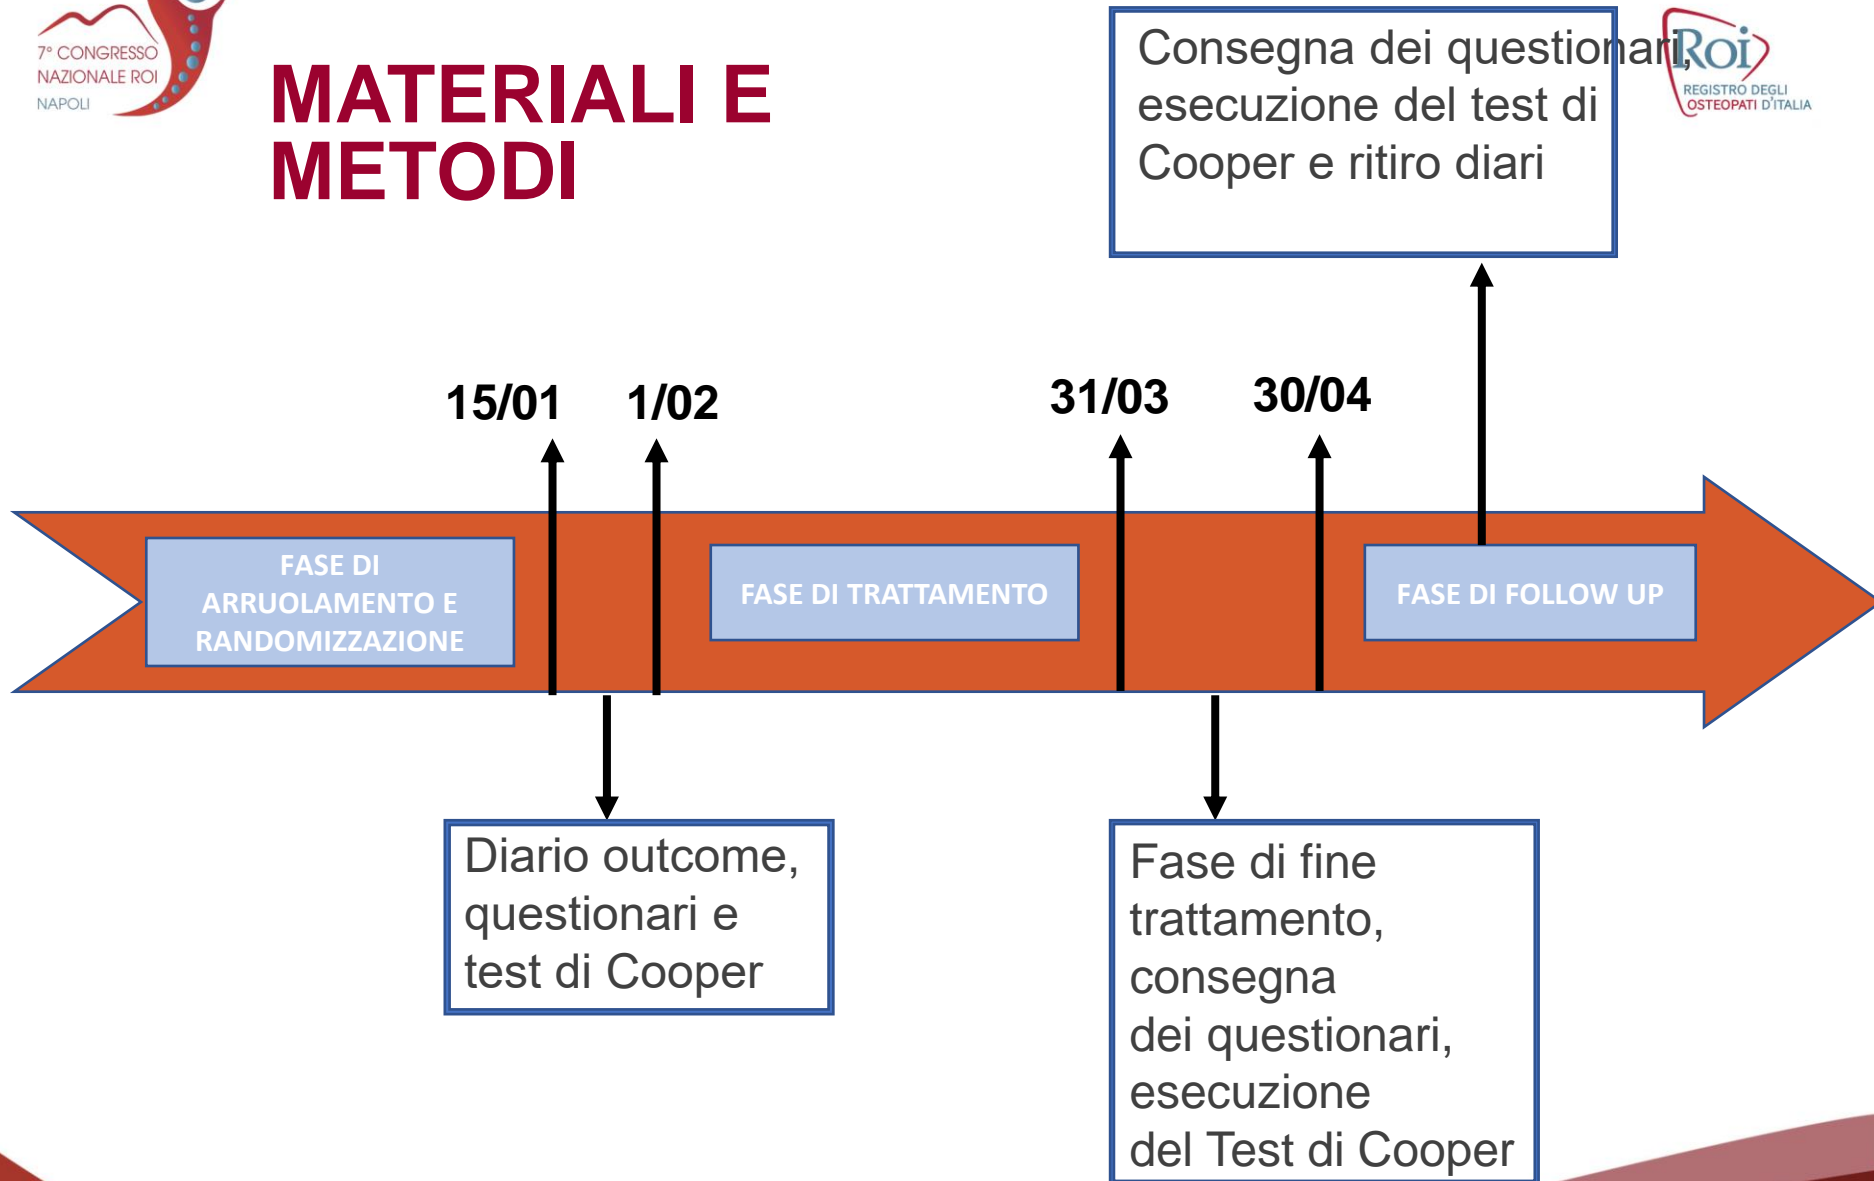 7° CONGRESSO
NAZIONALE ROI
NAPOLI
MATERIALI E
METODI
Consegna dei questionari,
esecuzione del test di
Cooper e ritiro diari
Roi
REGISTRO DEGLI
OSTEOPATI D'ITALIA
15/01
1/02
31/03
30/04
FASE DI
ARRUOLAMENTO E
RANDOMIZZAZIONE
FASE DI TRATTAMENTO
FASE DI FOLLOW UP
Diario outcome,
questionari e
test di Cooper
Fase di fine
trattamento,
consegna
dei questionari,
esecuzione
del Test di Cooper